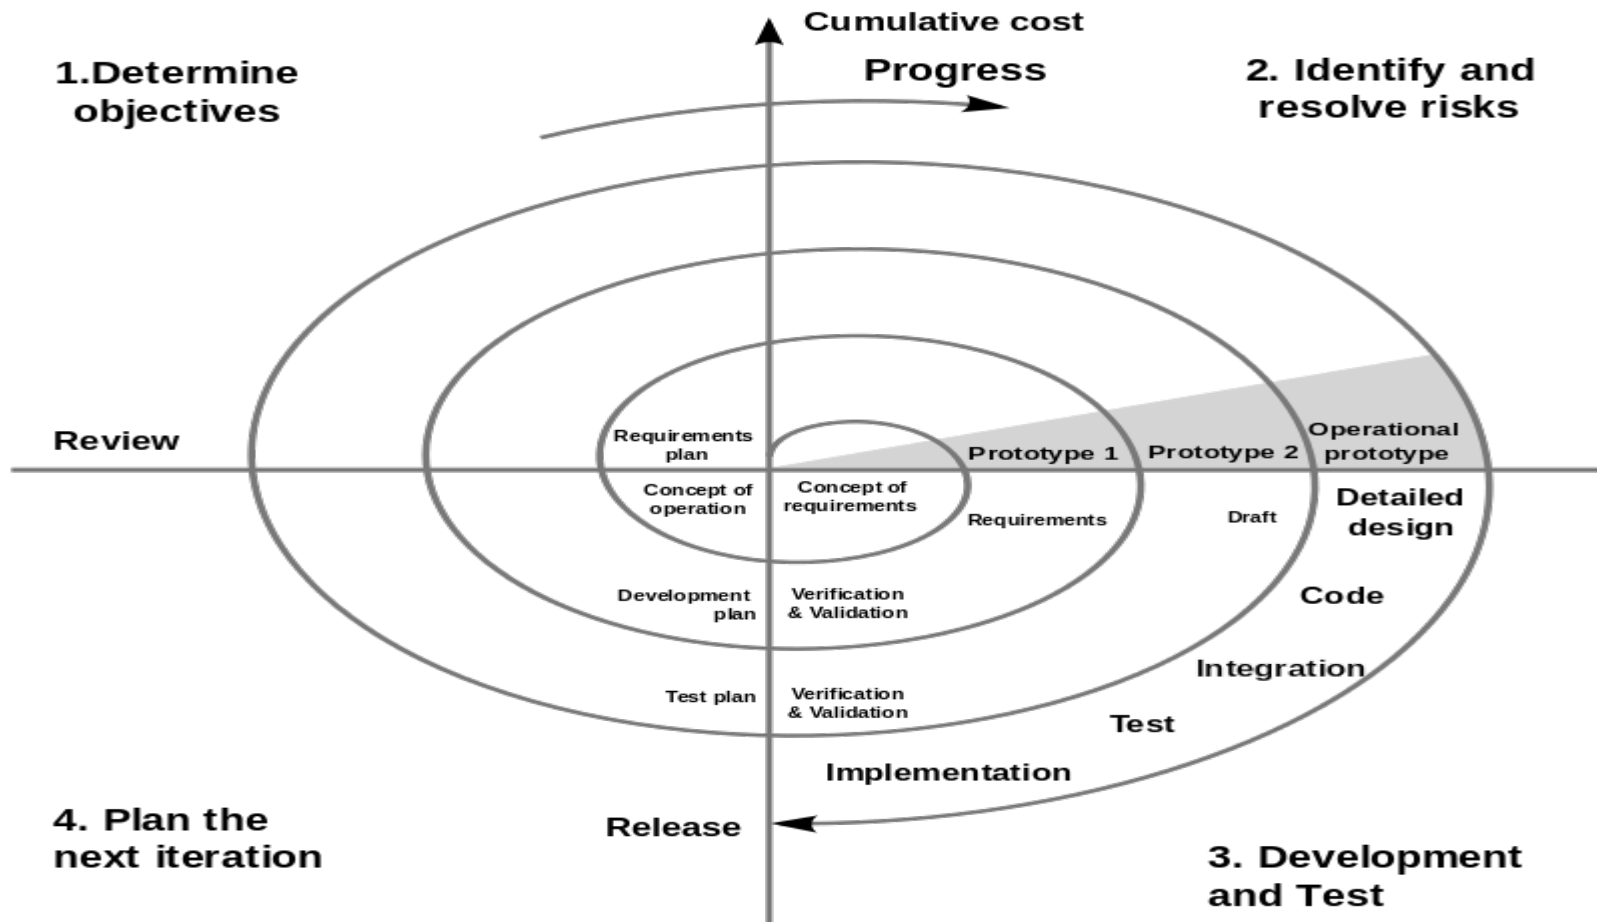 Cumulative cost
Progress
1.Determine
objectives
2. Identify and
resolve risks
Review
Requirements
plan
Prototype 1
Prototype 2
Operational
prototype
Concept of
operation
Concept of
requirements
Requirements
Draft
Detailed
design
Code
Development
plan
Verification
& Validation
Integration
Test plan
Verification
& Validation
Test
Implementation
Release
4. Plan the
next iteration
3. Development
and Test